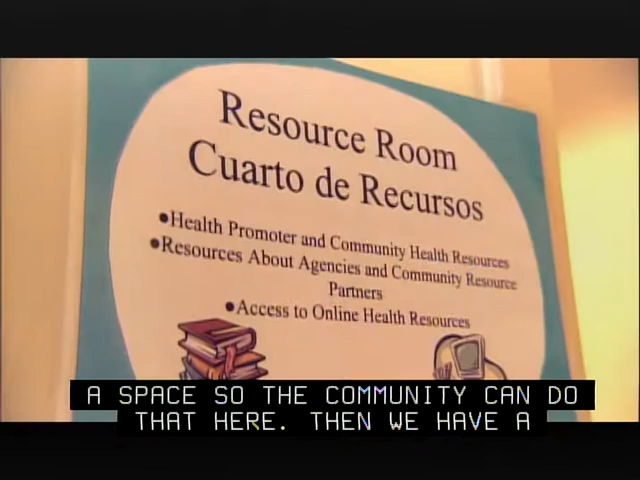 Resource Room
Cuarto de Recursos
•Health Promoter and Community Health Resources
•Resources About Agencies and Community Resource
Partners
•Access to Online Health Resources
A SPACE SO THE COMMUNITY CAN DO
THAT HERE. THEN WE HAVE A